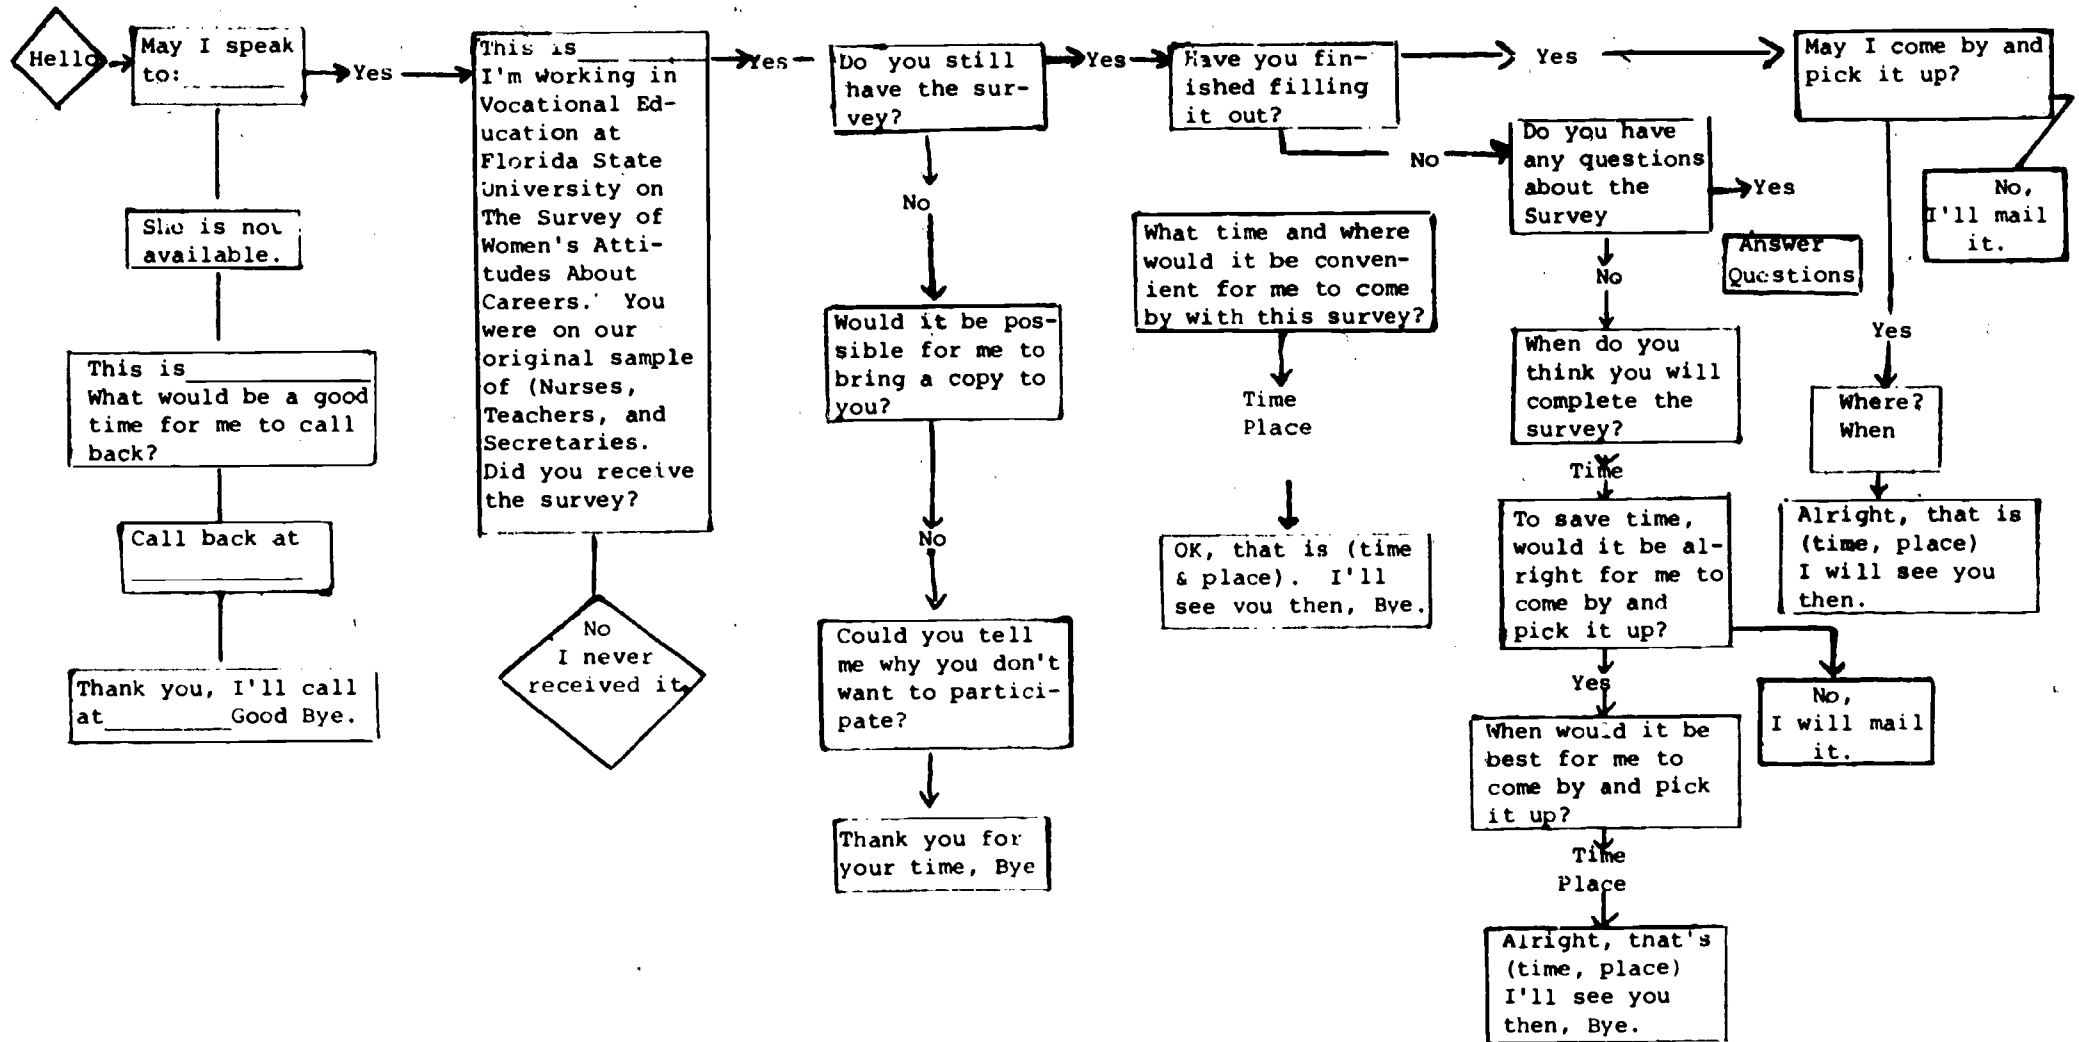 Hello
May I speak
to:
Yes
She is not
available.
This is
What would be a good
time for me to call
back?
Call back at
Thank you, I'll call
at Good Bye.
This is
I'm working in
Vocational Ed-
ucation at
Florida State
University on
The Survey of
Women's Atti-
tudes About
Careers. You
were on our
original sample
of (Nurses,
Teachers, and
Secretaries.
Did you receive
the survey?
No
I never
received it.
Yes
Do you still
have the sur-
vey?
No
Would it be pos-
sible for me to
bring a copy to
you?
No
Could you tell
me why you don't
want to partici-
pate?
Thank you for
your time, Bye
Yes
Have you fin-
ished filling
it out?
No
What time and where
would it be conven-
ient for me to come
by with this survey?
Time
Place
OK, that is (time
& place). I'll
see you then, Bye.
Do you have
any questions
about the
Survey
Yes
Answer
Questions
No
When do you
think you will
complete the
survey?
Time
To save time,
would it be al-
right for me to
come by and
pick it up?
Yes
No,
I will mail
it.
When would it be
best for me to
come by and pick
it up?
Time
Place
Alright, that's
(time, place)
I'll see you
then, Bye.
Yes
May I come by and
pick it up?
No,
I'll mail
it.
Yes
Where?
When
Alright, that is
(time, place)
I will see you
then.